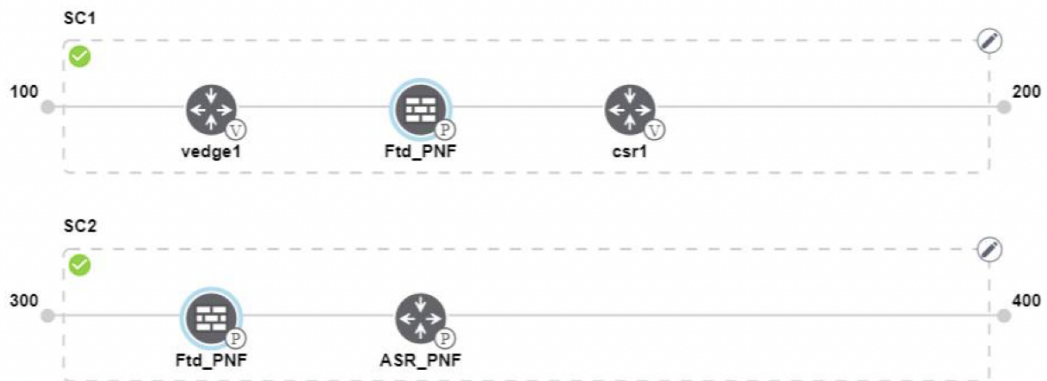 SC1
100
200
V
P
V
vedge1
Ftd_PNF
csr1
SC2
300
400
P
P
Ftd_PNF
ASR_PNF